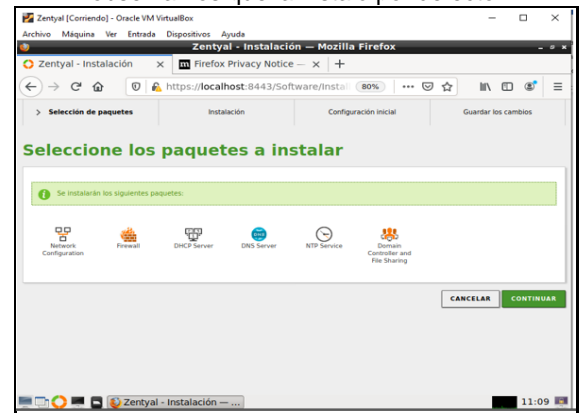 Zentyal [Corriendo] - Oracle VM VirtualBox
Archivo Máquina Ver Entrada Dispositivos Ayuda
Zentyal - Instalación — Mozilla Firefox
Zentyal - Instalación × Firefox Privacy Notice — × +
https://localhost:8443/Software/Instal 80%
> Selección de paquetes Instalación Configuración inicial Guardar los cambios
Seleccione los paquetes a instalar
Se instalarán los siguientes paquetes:
Network Configuration
Firewall
DHCP Server
DNS Server
NTP Service
Domain Controller and File Sharing
CANCELAR CONTINUAR
Zentyal - Instalación — ... 11:09